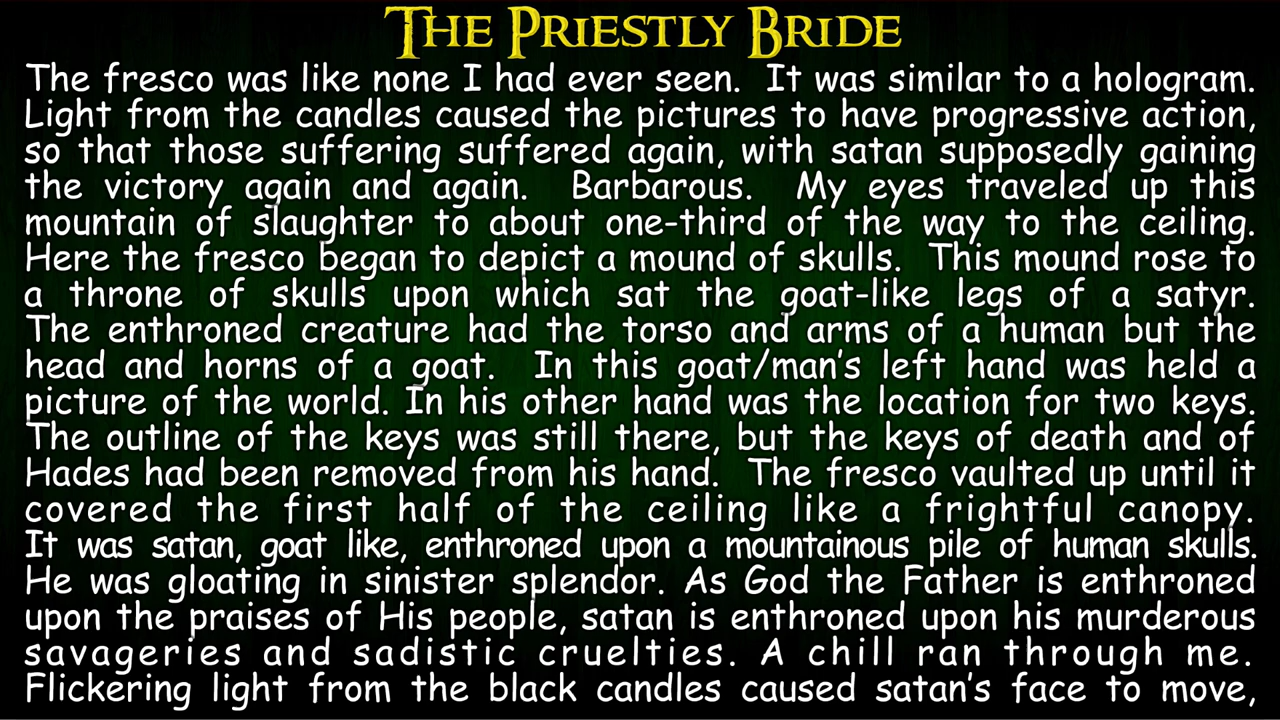 The Priestly Bride
The fresco was like none I had ever seen. It was similar to a hologram.
Light from the candles caused the pictures to have progressive action,
so that those suffering suffered again, with satan supposedly gaining
the victory again and again. Barbarous. My eyes traveled up this
mountain of slaughter to about one-third of the way to the ceiling.
Here the fresco began to depict a mound of skulls. This mound rose to
a throne of skulls upon which sat the goat-like legs of a satyr.
The enthroned creature had the torso and arms of a human but the
head and horns of a goat. In this goat/man's left hand was held a
picture of the world. In his other hand was the location for two keys.
The outline of the keys was still there, but the keys of death and of
Hades had been removed from his hand. The fresco vaulted up until it
covered the first half of the ceiling like a frightful canopy.
It was satan, goat like, enthroned upon a mountainous pile of human skulls.
He was gloating in sinister splendor. As God the Father is enthroned
upon the praises of His people, satan is enthroned upon his murderous
savageries and sadistic cruelties. A chill ran through me.
Flickering light from the black candles caused satan's face to move,